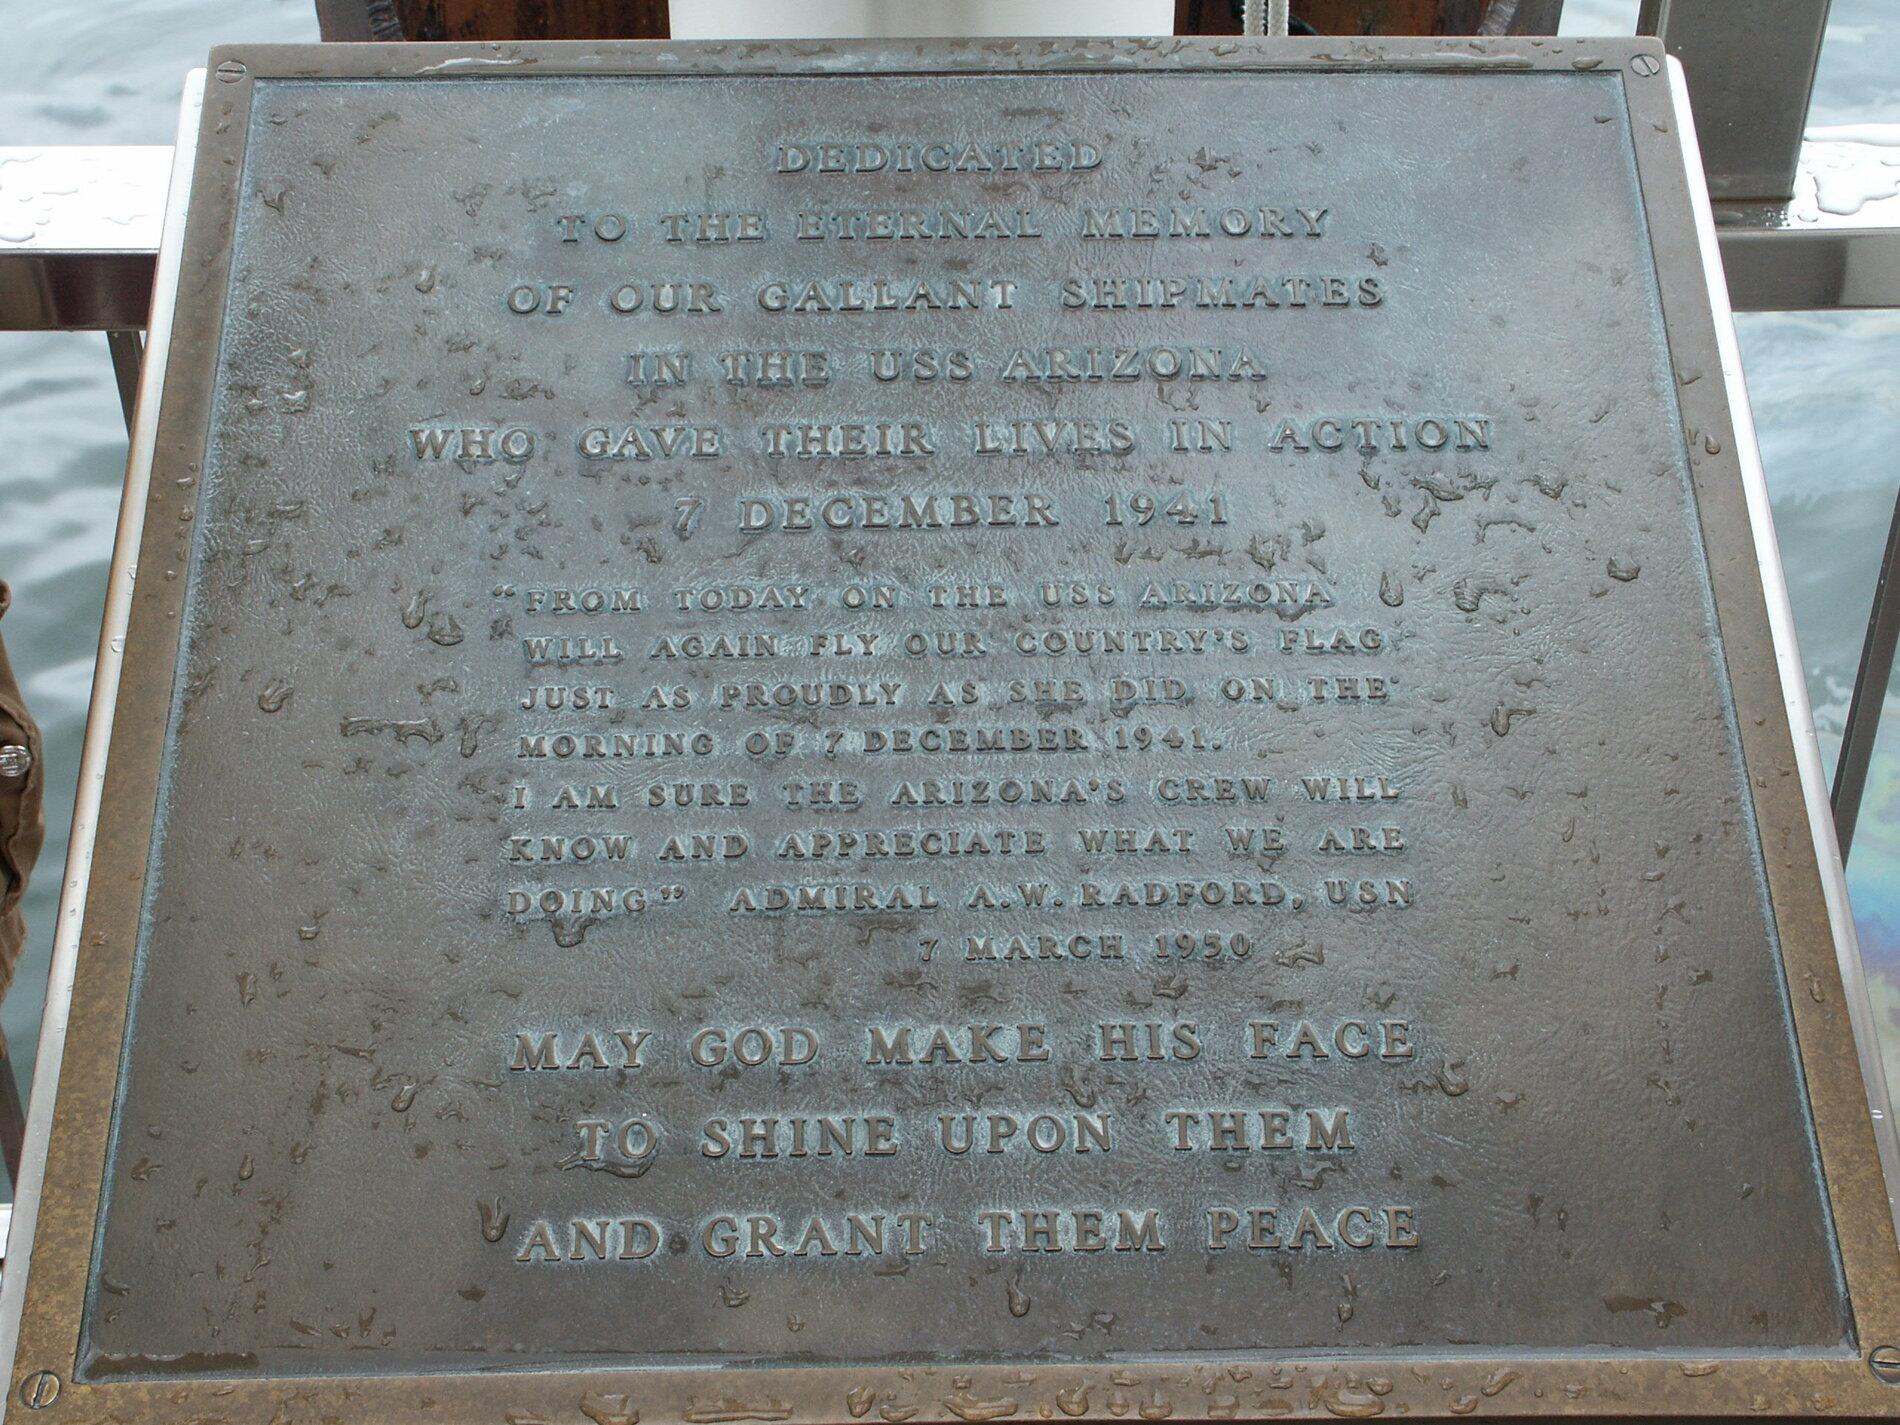 DEDICATED
TO THE ETERNAL MEMORY
OF OUR GALLANT SHIPMATES
IN THE USS ARIZONA
WHO GAVE THEIR LIVES IN ACTION
7 DECEMBER 1941
“FROM TODAY ON THE USS ARIZONA
WILL AGAIN FLY OUR COUNTRY’S FLAG
JUST AS PROUDLY AS SHE DID ON THE
MORNING OF 7 DECEMBER 1941.
I AM SURE THE ARIZONA’S CREW WILL
KNOW AND APPRECIATE WHAT WE ARE
DOING” ADMIRAL A.W. RADFORD, USN
7 MARCH 1950
MAY GOD MAKE HIS FACE
TO SHINE UPON THEM
AND GRANT THEM PEACE